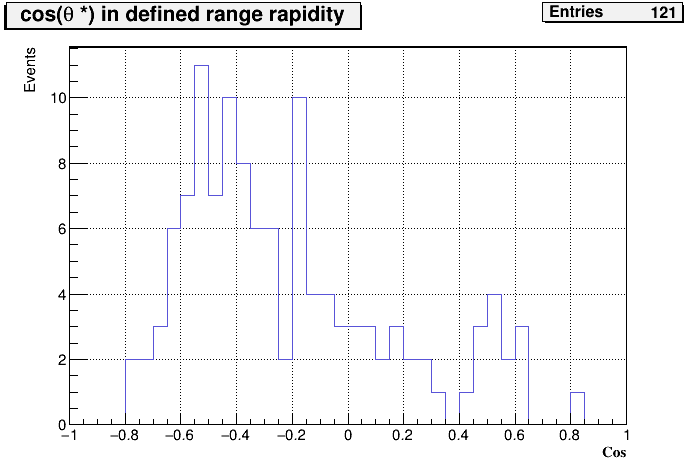 cos(θ *) in defined range rapidity
Entries 121
Events
10
8
6
4
2
0
−1 −0.8 −0.6 −0.4 −0.2 0 0.2 0.4 0.6 0.8 1
Cos